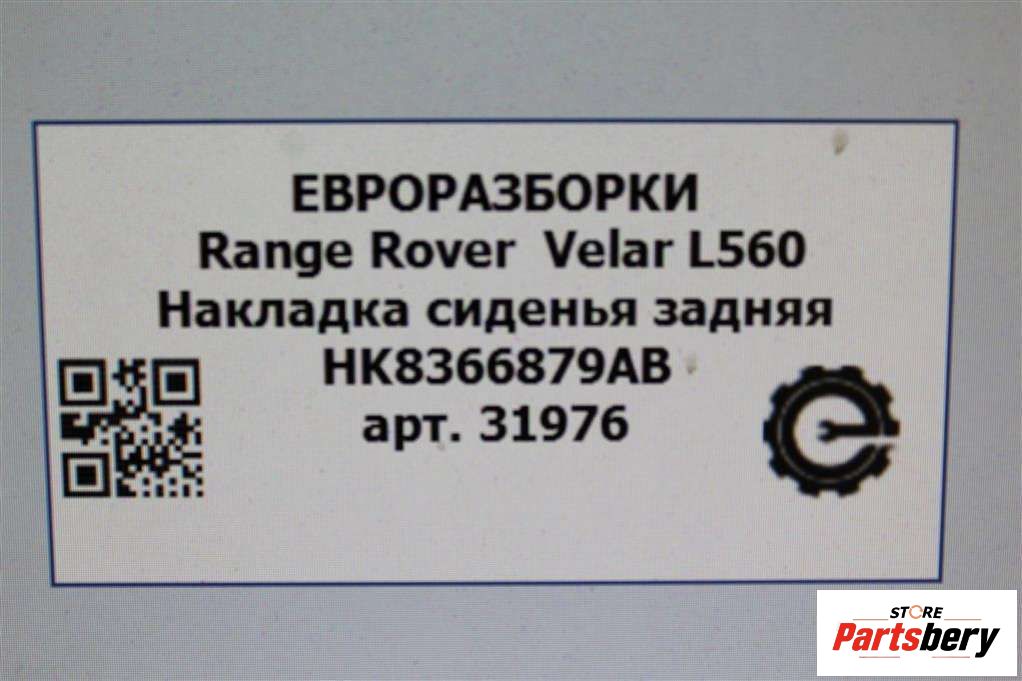 ЕВРОРАЗБОРКИ
Range Rover Velar L560
Накладка сиденья задняя
HK8366879AB
арт. 31976
STORE
Partsbery